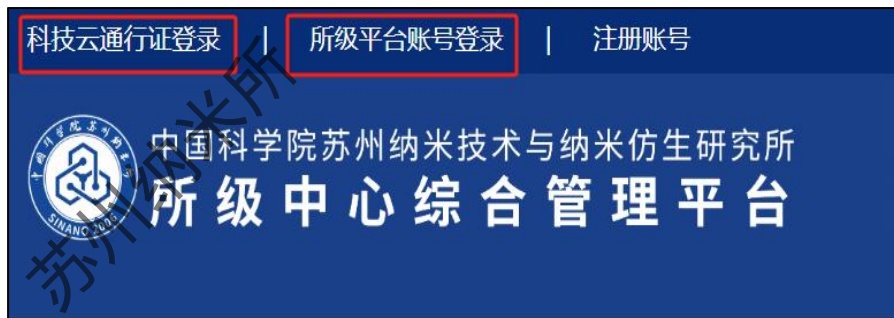 科技云通行证登录 | 所级平台账号登录 | 注册账号
中国科学院苏州纳米技术与纳米仿生研究所
所级中心综合管理平台
SINANO 2006
苏州纳米所